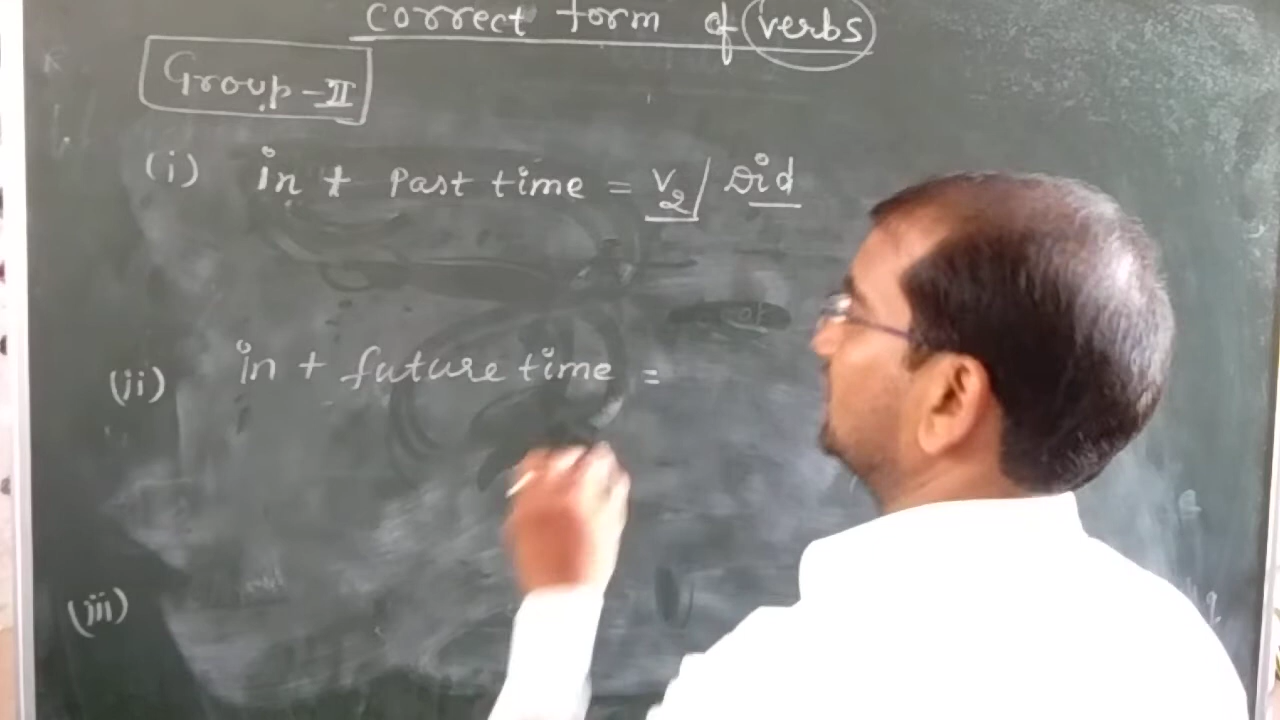 correct form of verbs
Group-II
(i) in + Past time = V2/Did
(ii) in + future time =
(iii)